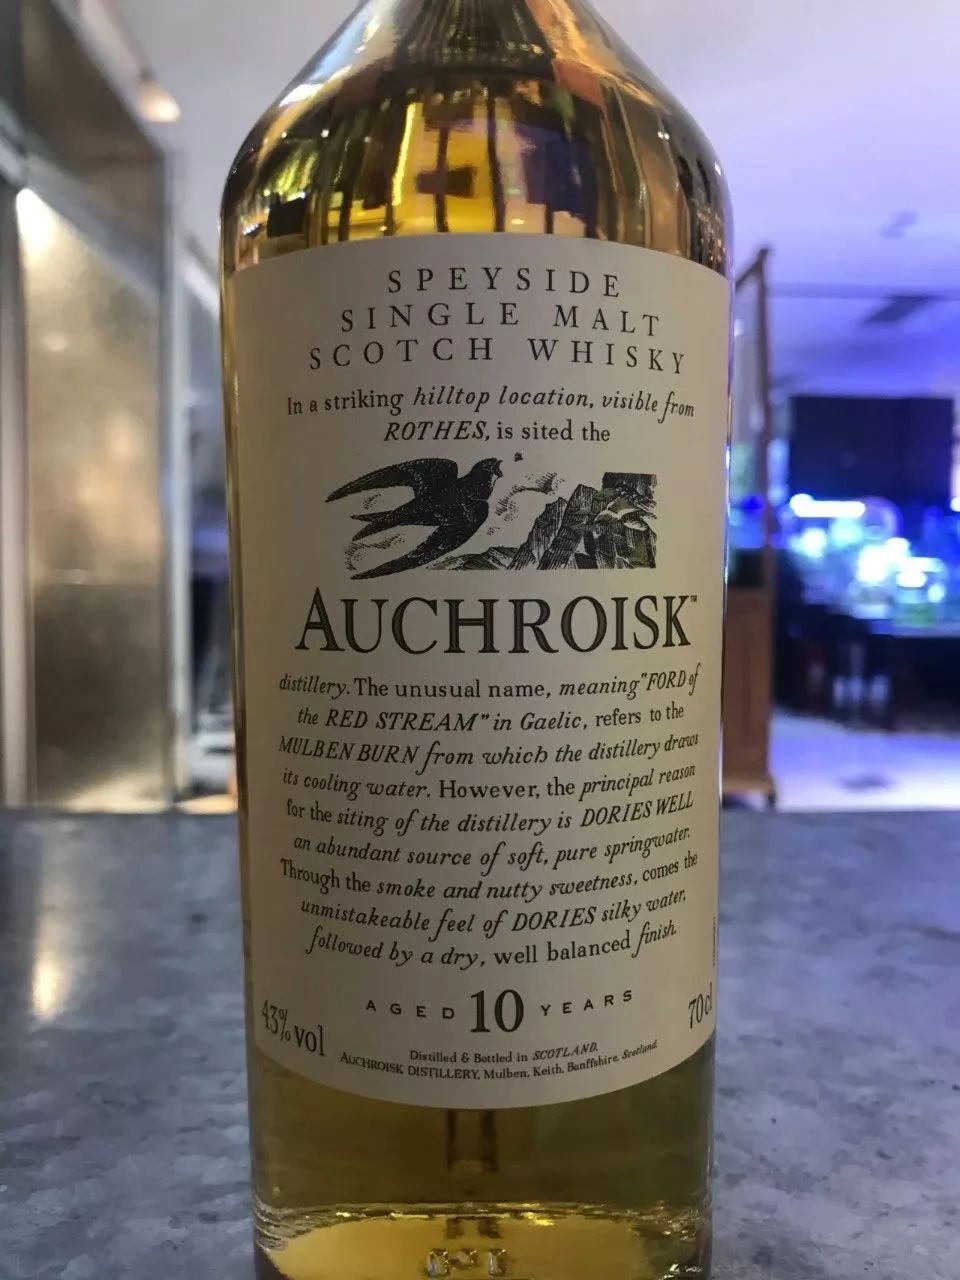 SPEYSIDE
SINGLE MALT
SCOTCH WHISKY
In a striking hilltop location, visible from
ROTHES, is sited the
AUCHROISK™
distillery. The unusual name, meaning "FORD of
the RED STREAM" in Gaelic, refers to the
MULBEN BURN from which the distillery draws
its cooling water. However, the principal reason
for the siting of the distillery is DORIES WELL
an abundant source of soft, pure springwater.
Through the smoke and nutty sweetness, comes the
unmistakeable feel of DORIES silky water,
followed by a dry, well balanced finish.
AGED 10 YEARS
43% vol
70cl
Distilled & Bottled in SCOTLAND.
AUCHROISK DISTILLERY, Mulben, Keith, Banffshire, Scotland.